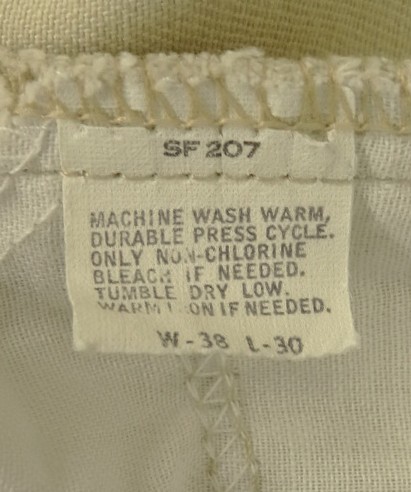 SF 207
MACHINE WASH WARM,
DURABLE PRESS CYCLE.
ONLY NON-CHLORINE
BLEACH IF NEEDED.
TUMBLE DRY LOW.
WARM IRON IF NEEDED.
W-38 L-30